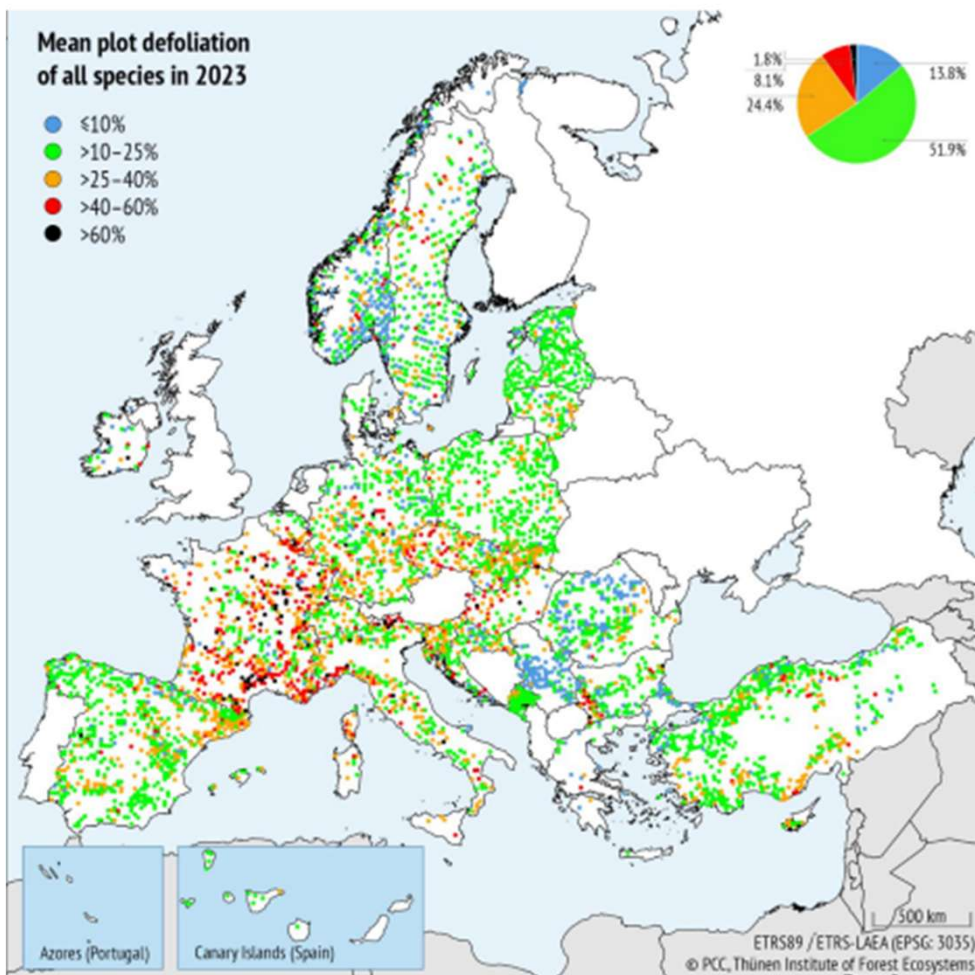 Mean plot defoliation
of all species in 2023
≤10%
>10–25%
>25–40%
>40–60%
>60%
1.8%
8.1%
24.4%
13.8%
51.9%
Azores (Portugal)
Canary Islands (Spain)
500 km
ETRS89 /ETRS-LAEA (EPSG: 3035)
© PCC, Thünen Institute of Forest Ecosystems